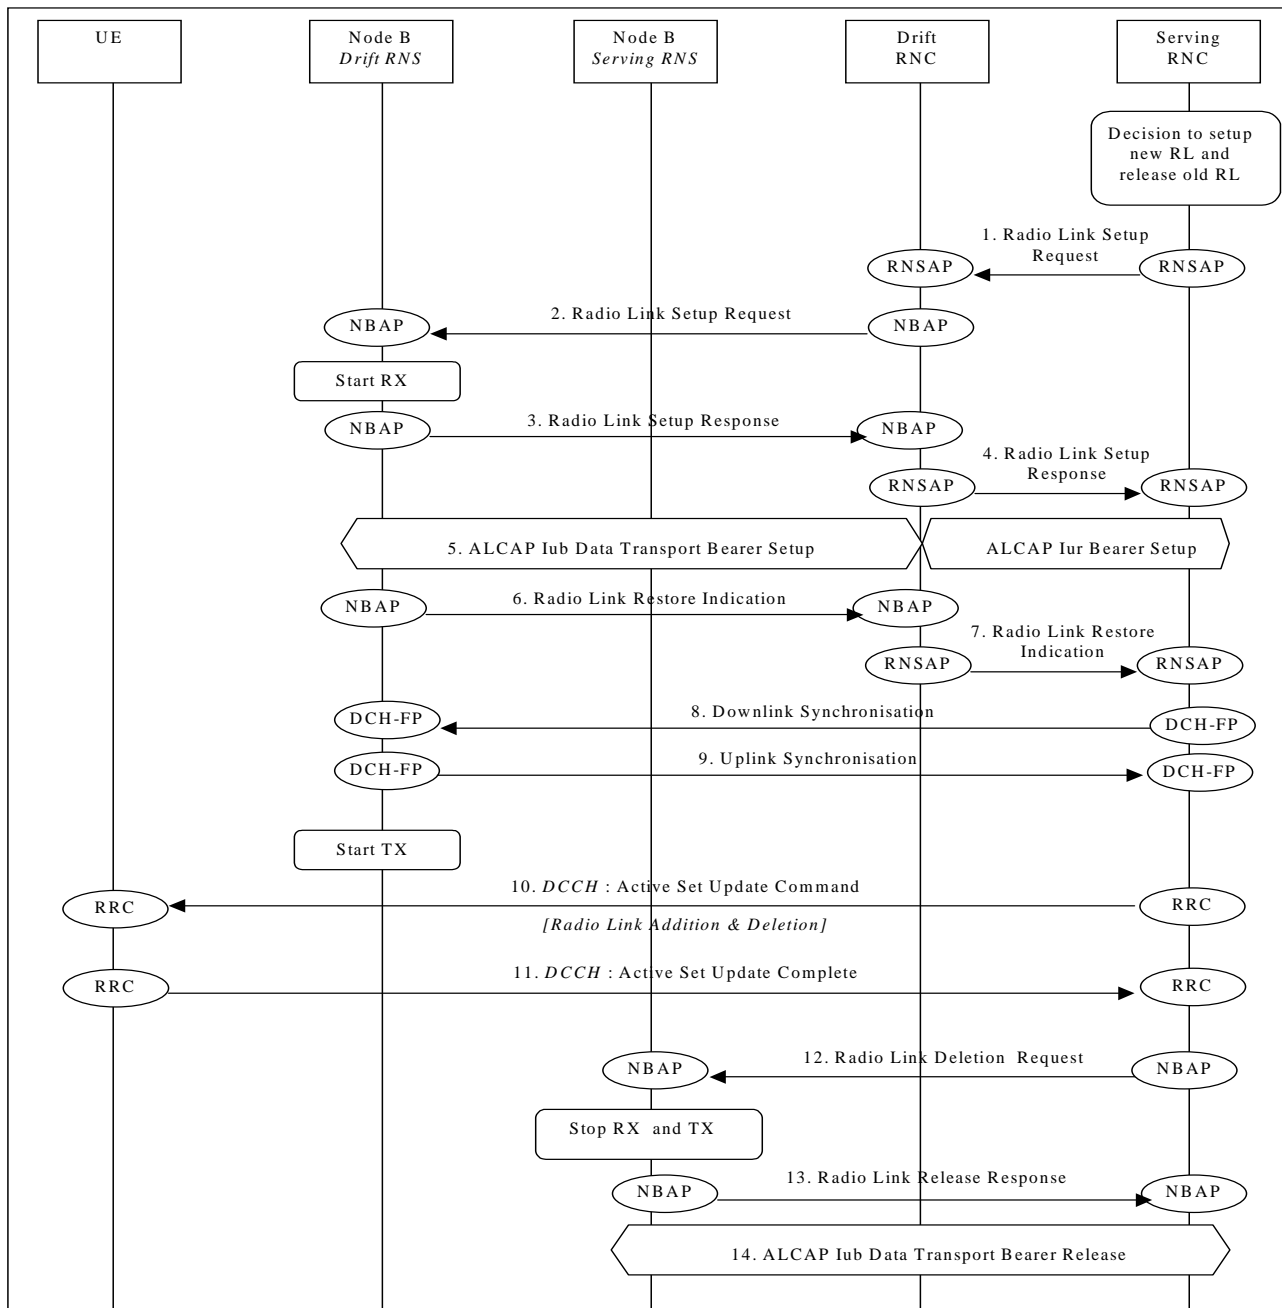 UE
Node B
Drift RNS
Node B
Serving RNS
Drift
RNC
Serving
RNC
Decision to setup
new RL and
release old RL
1. Radio Link Setup
Request
RNSAP
RNSAP
2. Radio Link Setup Request
NBAP
NBAP
Start RX
3. Radio Link Setup Response
NBAP
NBAP
4. Radio Link Setup
Response
RNSAP
RNSAP
5. ALCAP Iub Data Transport Bearer Setup
ALCAP Iur Bearer Setup
NBAP
6. Radio Link Restore Indication
NBAP
7. Radio Link Restore
Indication
RNSAP
RNSAP
DCH-FP
8. Downlink Synchronisation
DCH-FP
DCH-FP
9. Uplink Synchronisation
DCH-FP
Start TX
10. DCCH : Active Set Update Command
RRC
RRC
[Radio Link Addition & Deletion]
11. DCCH : Active Set Update Complete
RRC
RRC
12. Radio Link Deletion Request
NBAP
NBAP
Stop RX and TX
13. Radio Link Release Response
NBAP
NBAP
14. ALCAP Iub Data Transport Bearer Release